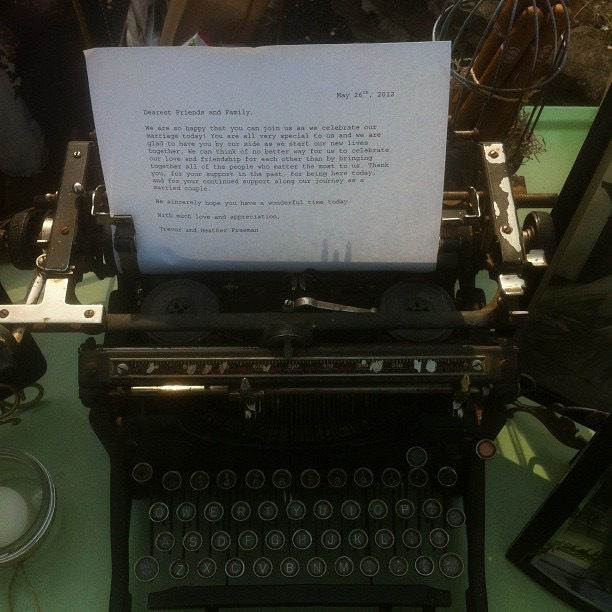 May 26th, 2012
Dearest Friends and Family,
We are so happy that you can join us as we celebrate our
marriage today! You are all very special to us and we are
glad to have you by our side as we start our new lives
together. We can think of no better way for us to celebrate
our love and friendship for each other than by bringing
together all of the people who matter the most to us. Thank
you, for your support in the past, for being here today,
and for your continued support along our journey as a
married couple.
We sincerely hope you have a wonderful time today.
With much love and appreciation,
Trevor and Heather Freeman
Q W E R T Y U I O P
A S D F G H J K L
Z X C V B N M